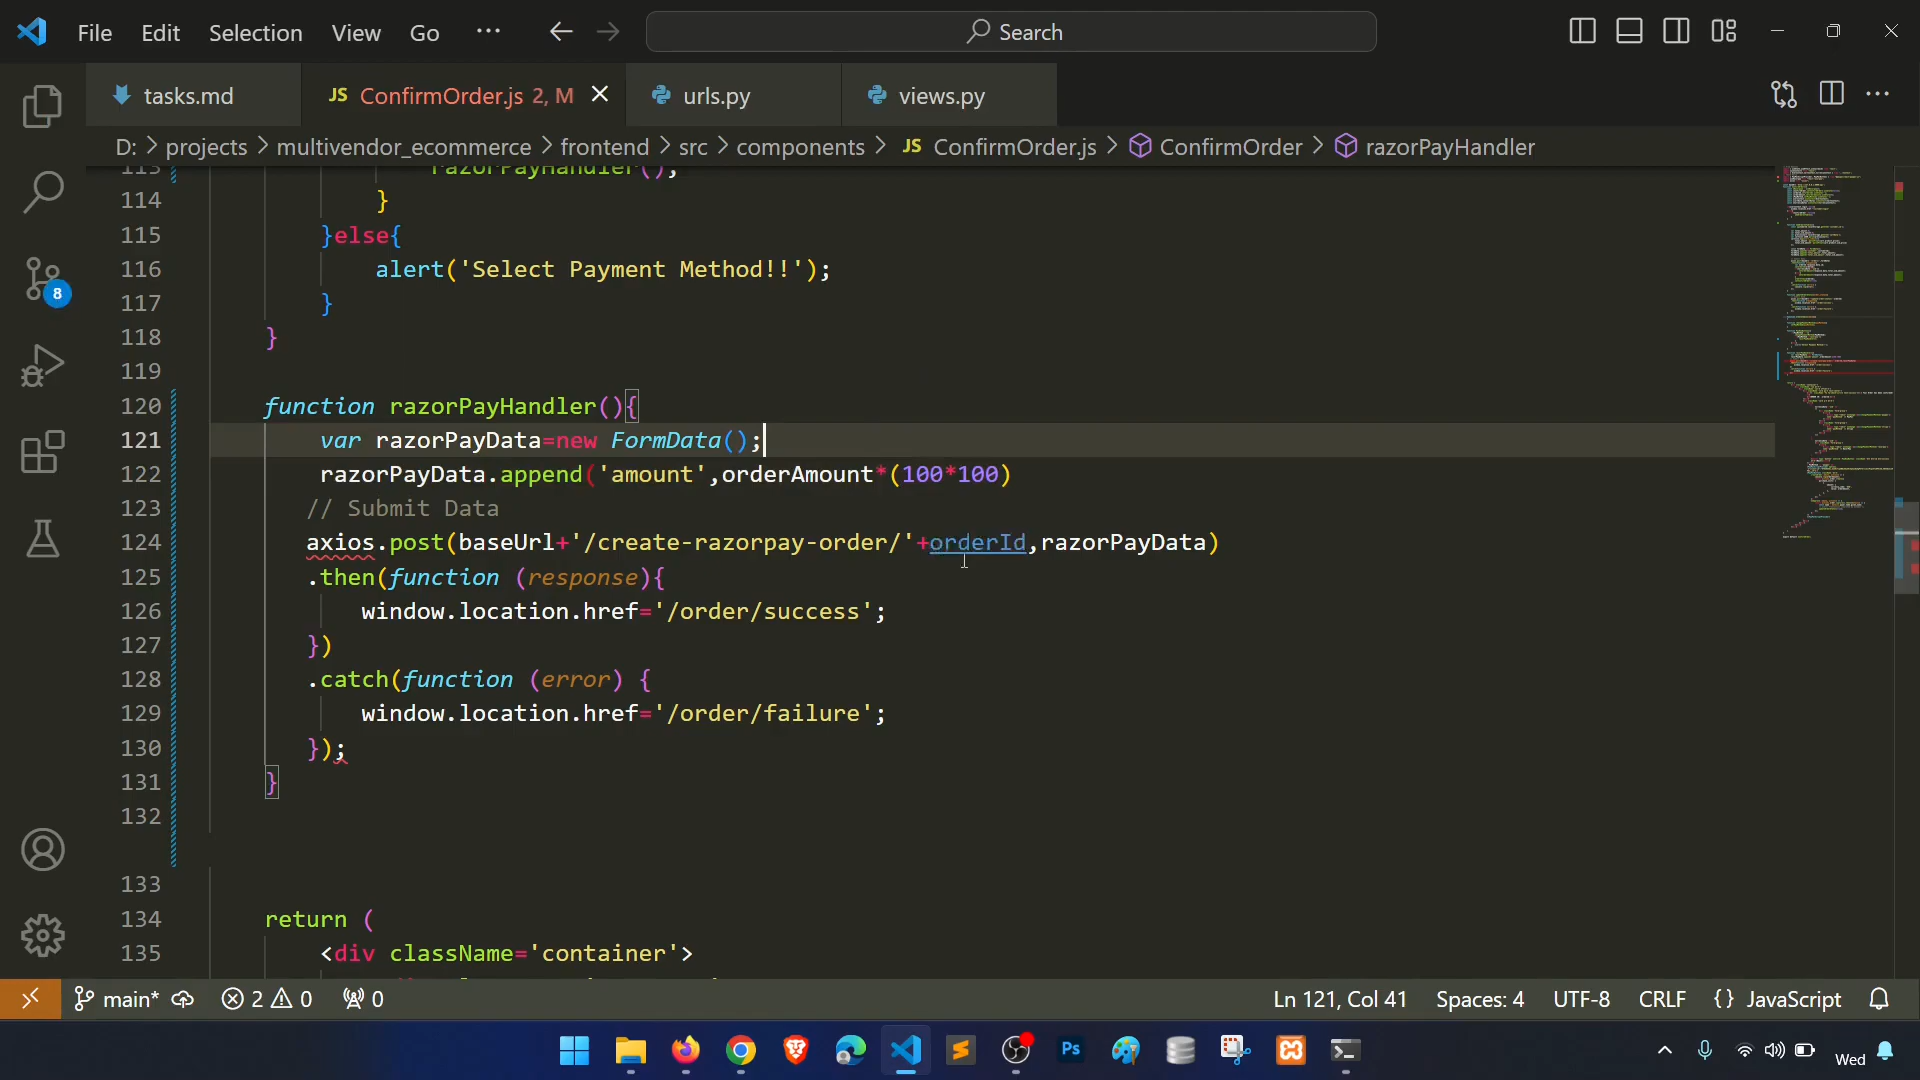 File Edit Selection View Go ··· Search
tasks.md JS ConfirmOrder.js 2, M urls.py views.py
D: > projects > multivendor_ecommerce > frontend > src > components > JS ConfirmOrder.js > ConfirmOrder > razorPayHandler
113 razorPayHandler();
114 }
115 }else{
116 alert('Select Payment Method!!');
117 }
118 }
119
120 function razorPayHandler(){
121 var razorPayData=new FormData();
122 razorPayData.append('amount',orderAmount*(100*100)
123 // Submit Data
124 axios.post(baseUrl+'/create-razorpay-order/'+orderId,razorPayData)
125 .then(function (response){
126 window.location.href='/order/success';
127 })
128 .catch(function (error) {
129 window.location.href='/order/failure';
130 });
131 }
132
133
134 return (
135 <div className='container'>
8
main* 2 0 0 Ln 121, Col 41 Spaces: 4 UTF-8 CRLF {} JavaScript
Ps Wed